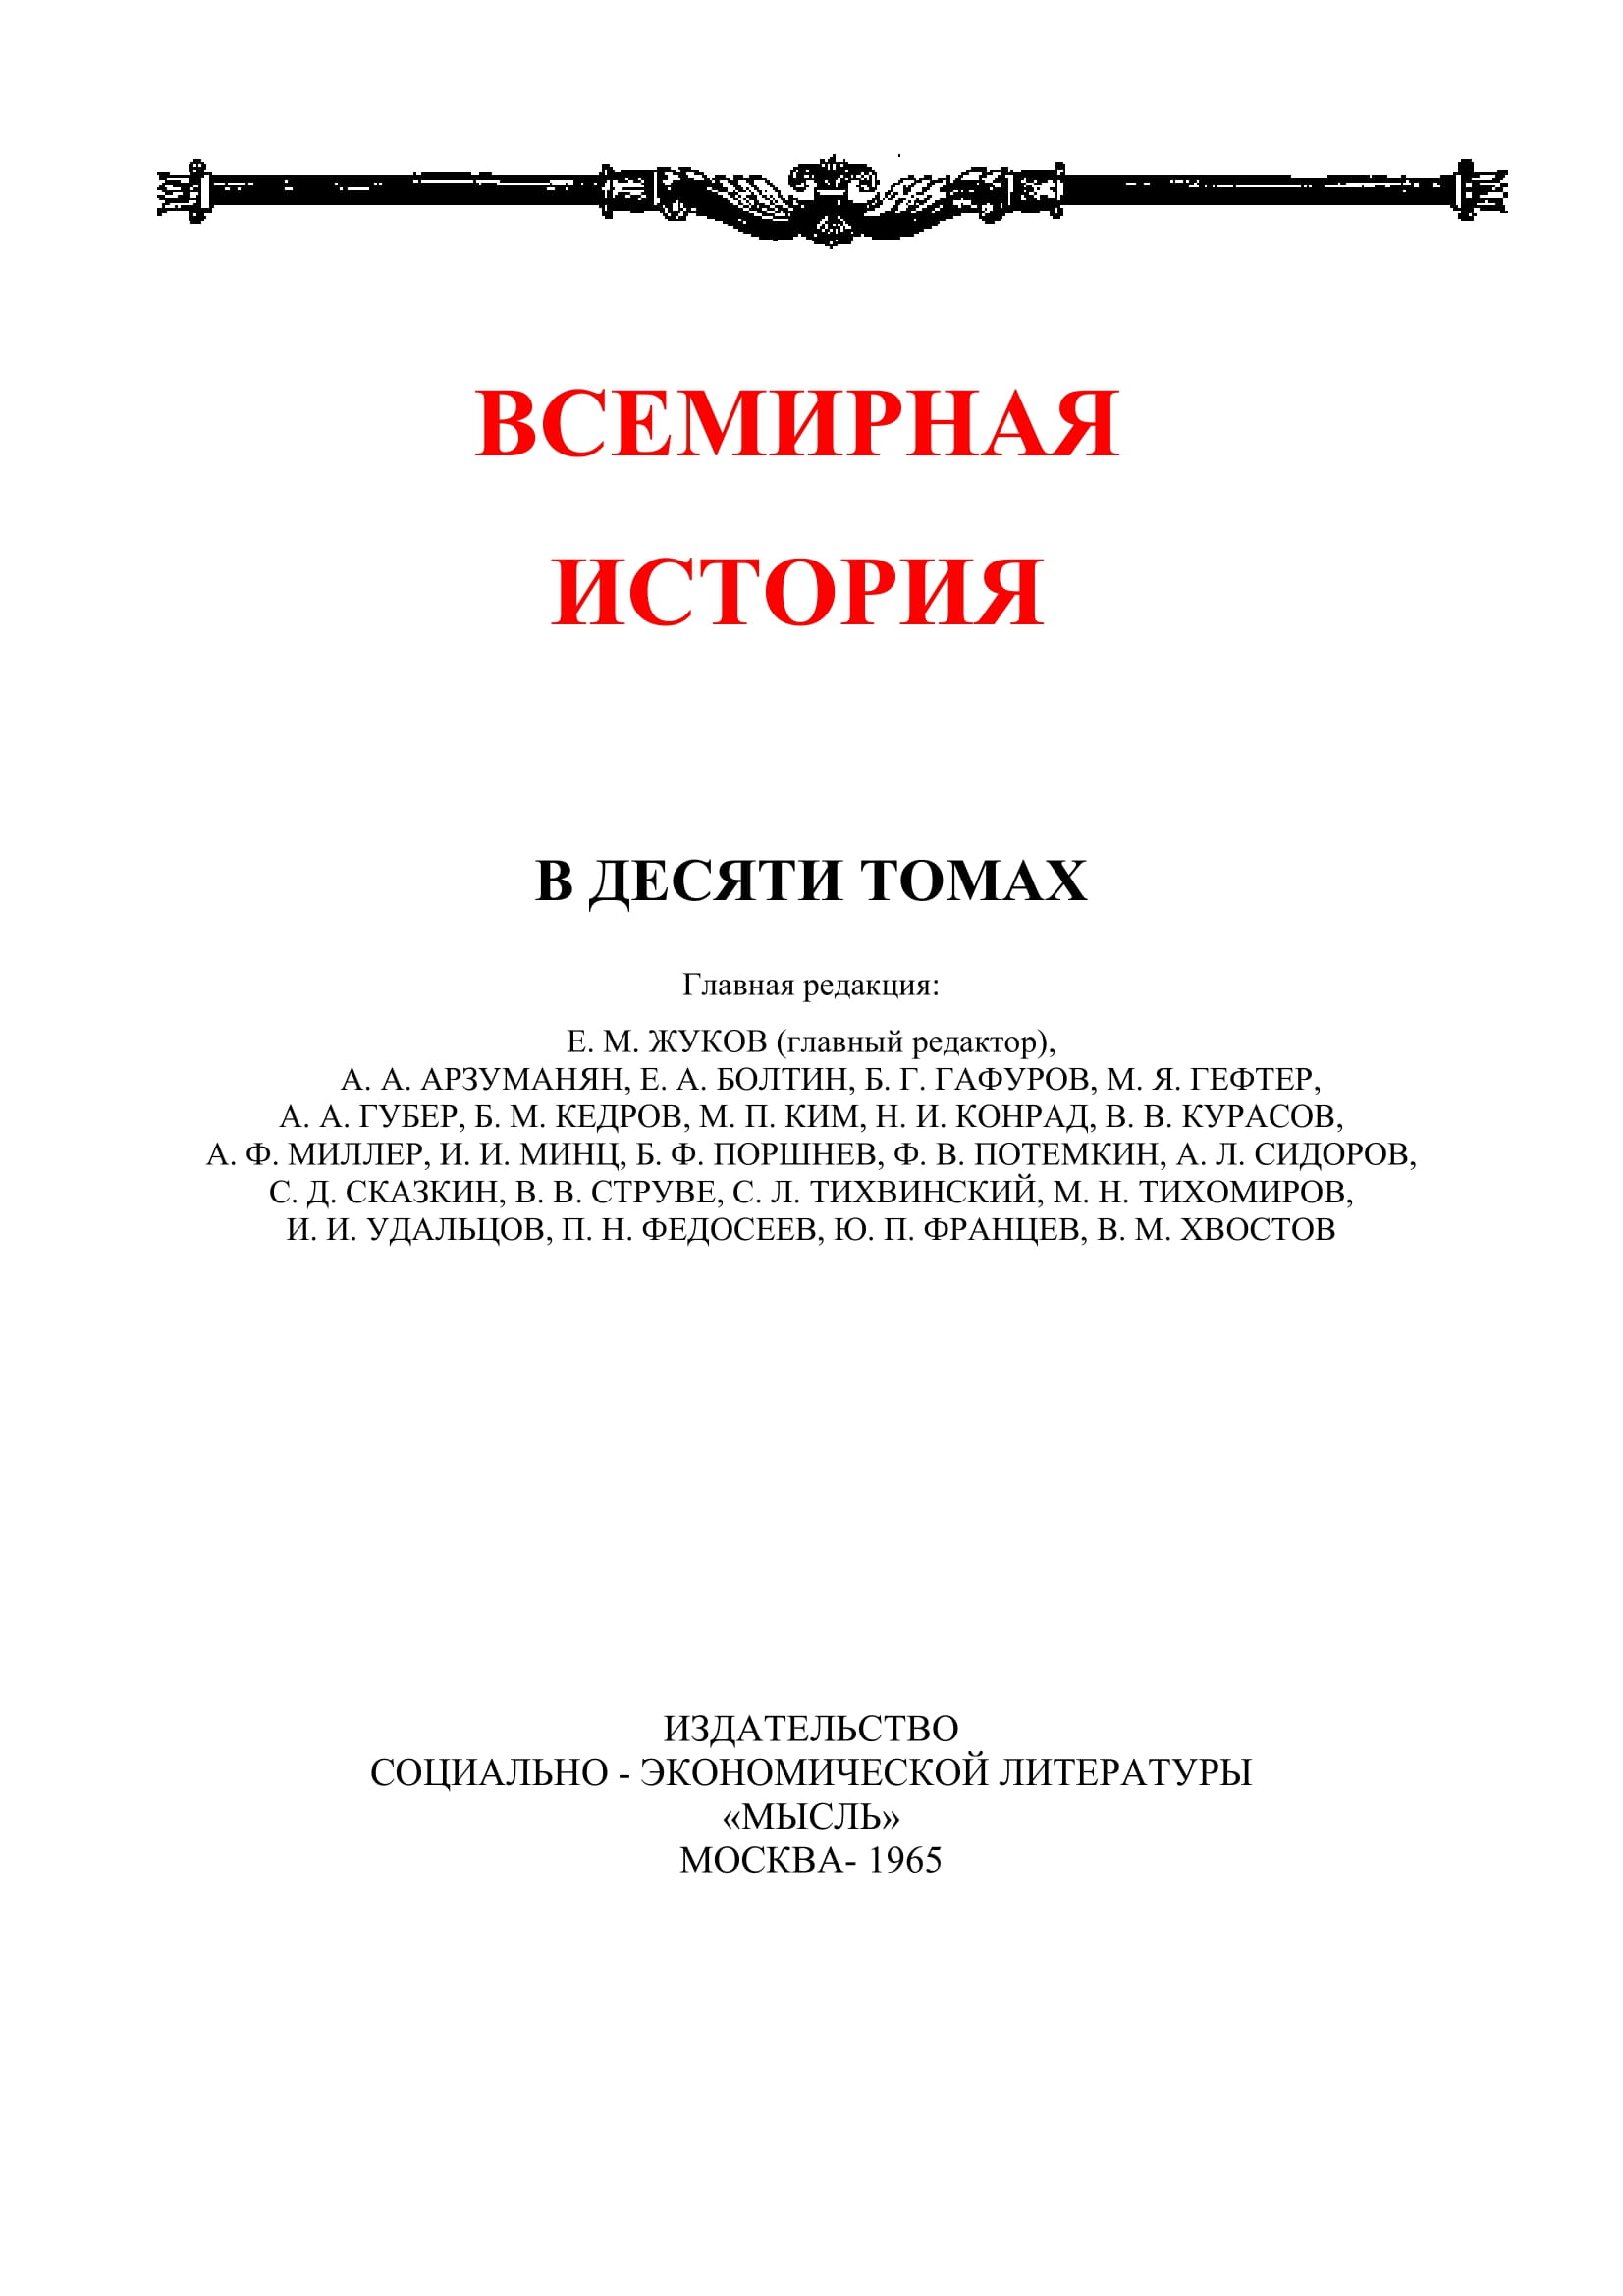 ВСЕМИРНАЯ
ИСТОРИЯ
В ДЕСЯТИ ТОМАХ
Главная редакция:
Е. М. ЖУКОВ (главный редактор),
А. А. АРЗУМАНЯН, Е. А. БОЛТИН, Б. Г. ГАФУРОВ, М. Я. ГЕФТЕР,
А. А. ГУБЕР, Б. М. КЕДРОВ, М. П. КИМ, Н. И. КОНРАД, В. В. КУРАСОВ,
А. Ф. МИЛЛЕР, И. И. МИНЦ, Б. Ф. ПОРШНЕВ, Ф. В. ПОТЕМКИН, А. Л. СИДОРОВ,
С. Д. СКАЗКИН, В. В. СТРУВЕ, С. Л. ТИХВИНСКИЙ, М. Н. ТИХОМИРОВ,
И. И. УДАЛЬЦОВ, П. Н. ФЕДОСЕЕВ, Ю. П. ФРАНЦЕВ, В. М. ХВОСТОВ
ИЗДАТЕЛЬСТВО
СОЦИАЛЬНО - ЭКОНОМИЧЕСКОЙ ЛИТЕРАТУРЫ
«МЫСЛЬ»
МОСКВА- 1965